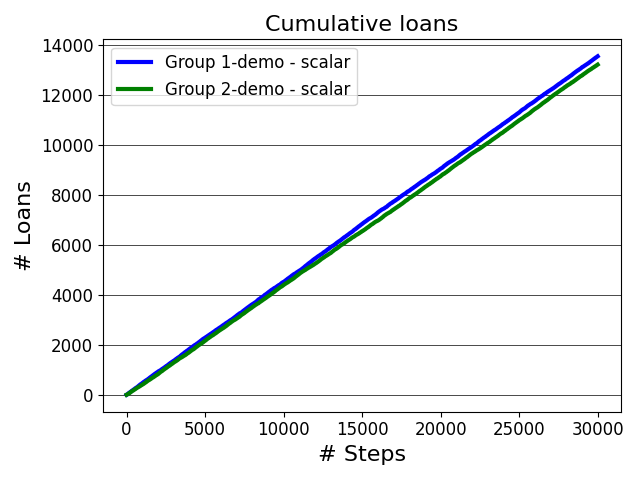 Cumulative loans
Group 1-demo - scalar
Group 2-demo - scalar
# Loans
14000
12000
10000
8000
6000
4000
2000
0
0 5000 10000 15000 20000 25000 30000
# Steps